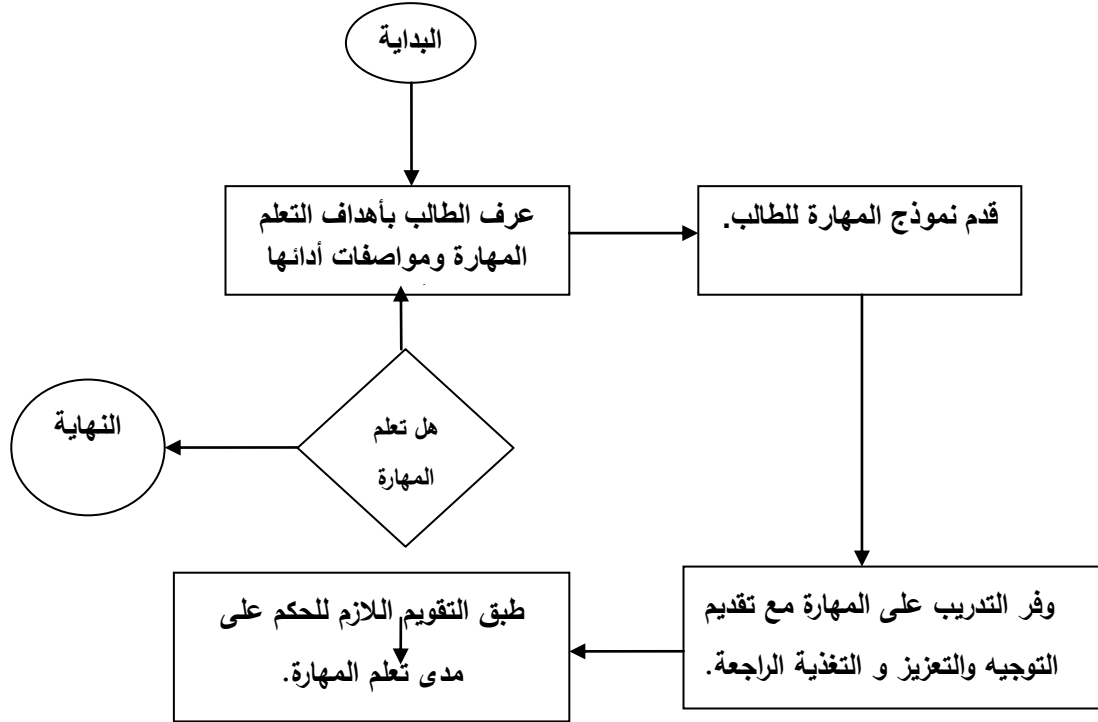 البداية
عرف الطالب بأهداف التعلم
المهارة ومواصفات أدائها
قدم نموذج المهارة للطالب.
هل تعلم
المهارة
النهاية
وفر التدريب على المهارة مع تقديم
التوجيه والتعزيز و التغذية الراجعة.
طبق التقويم اللازم للحكم على
مدى تعلم المهارة.